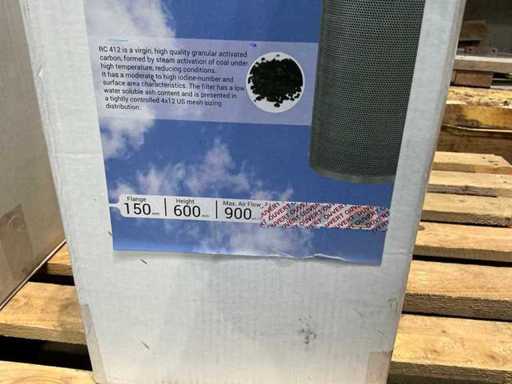 RC 412 is a virgin, high quality granular activated
carbon, formed by steam activation of coal under
high temperature, reducing conditions.
It has a moderate to high iodine-number and
surface area characteristics. The filter has a low
water soluble ash content and is presented in
a tightly controlled 4x12 US mesh sizing
distribution.
Flange
150
Height
600
Max. Air Flow
900
OUVERT OUVERT